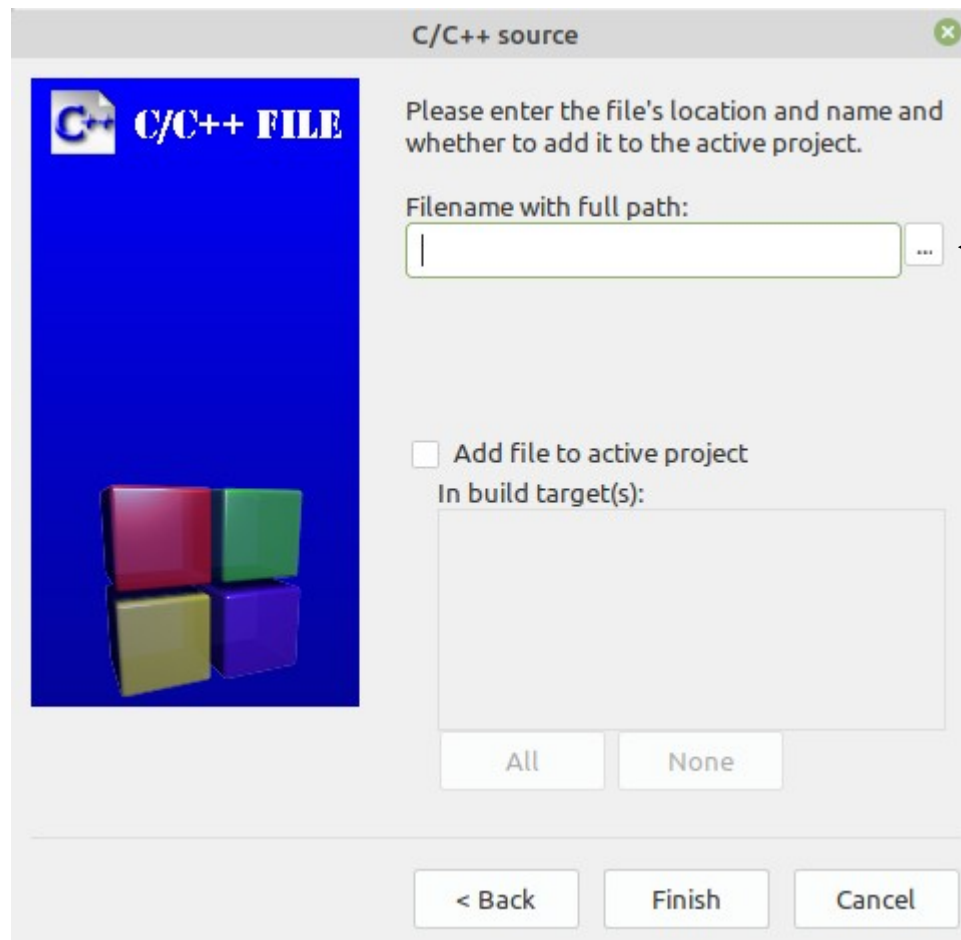 C/C++ source
C++ C/C++ FILE
Please enter the file's location and name and
whether to add it to the active project.
Filename with full path:
...
Add file to active project
In build target(s):
All None
< Back Finish Cancel